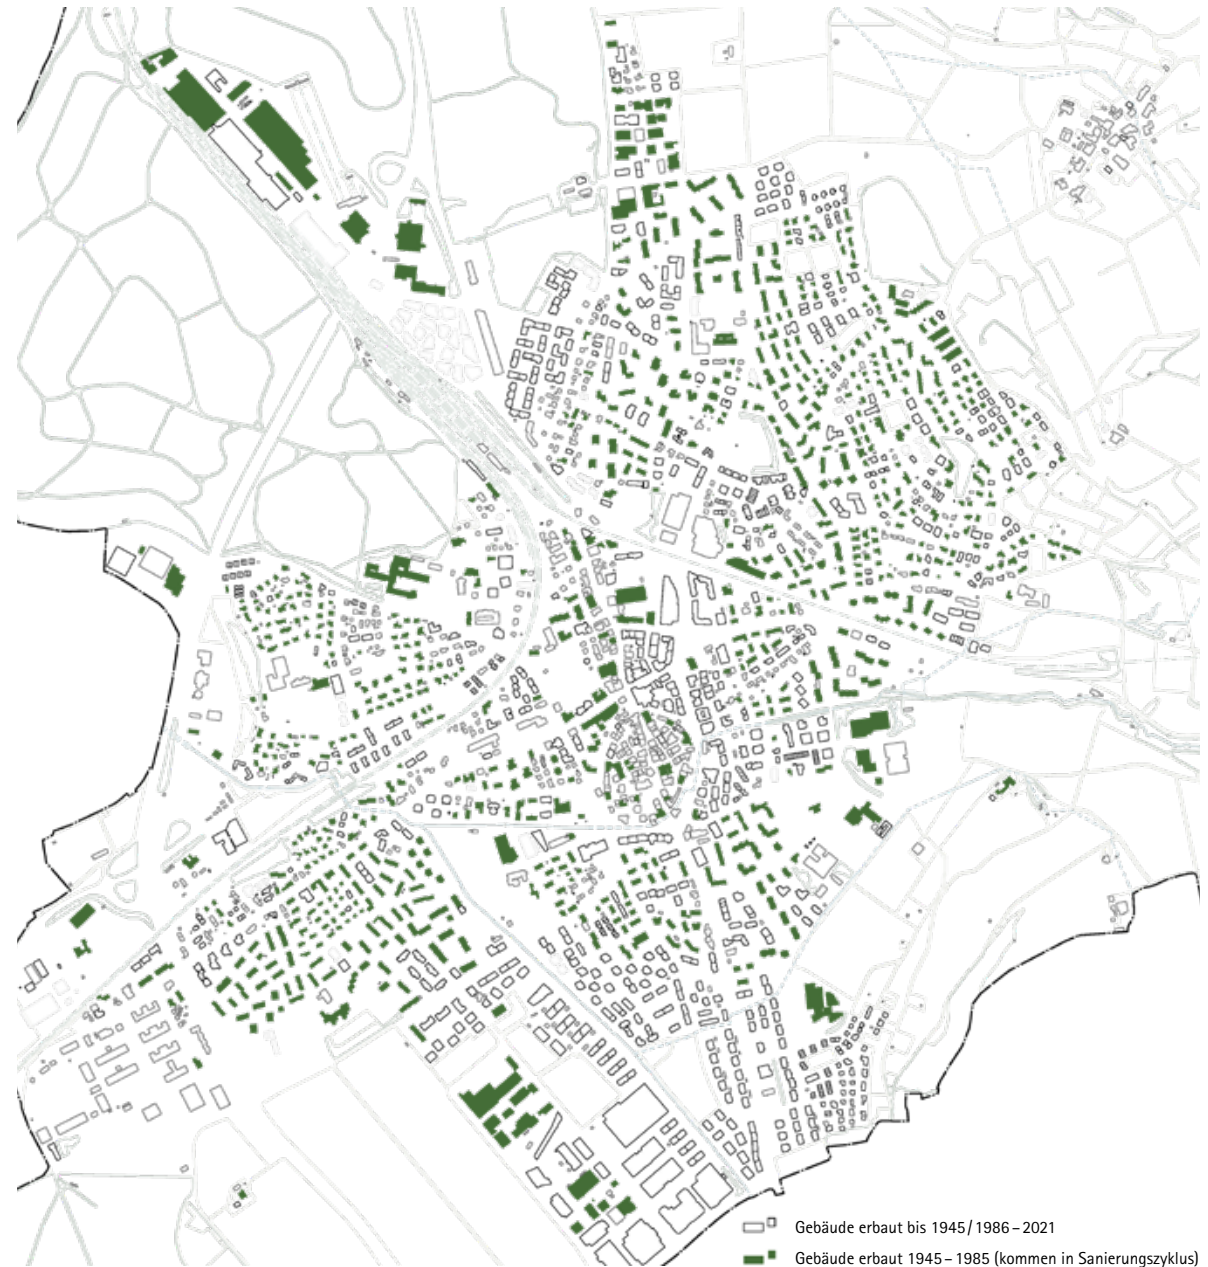 Gebäude erbaut bis 1945/1986–2021
Gebäude erbaut 1945–1985 (kommen in Sanierungszyklus)